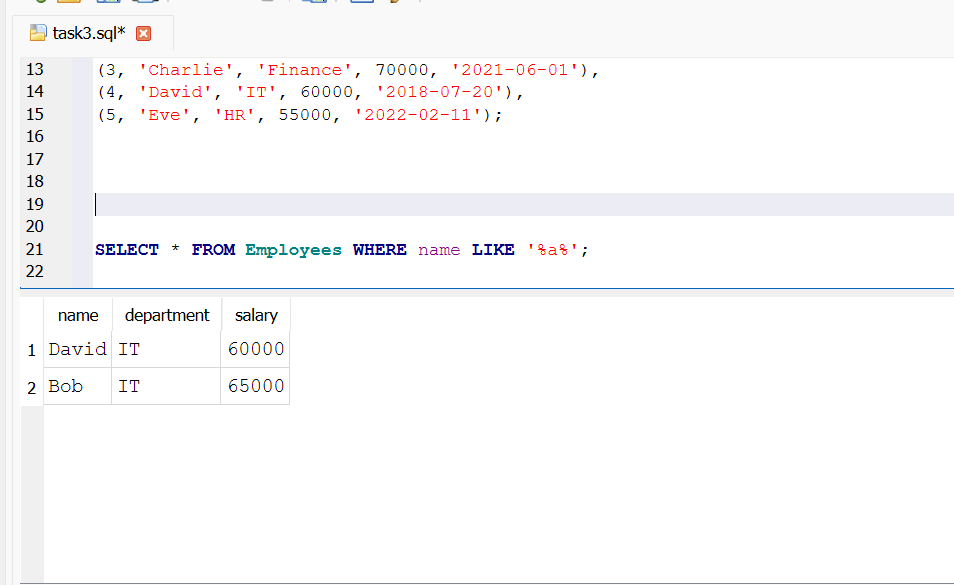 task3.sql*
13 (3, 'Charlie', 'Finance', 70000, '2021-06-01'),
14 (4, 'David', 'IT', 60000, '2018-07-20'),
15 (5, 'Eve', 'HR', 55000, '2022-02-11');
16
17
18
19
20
21 SELECT * FROM Employees WHERE name LIKE '%a%';
22
name department salary
1 David IT 60000
2 Bob IT 65000